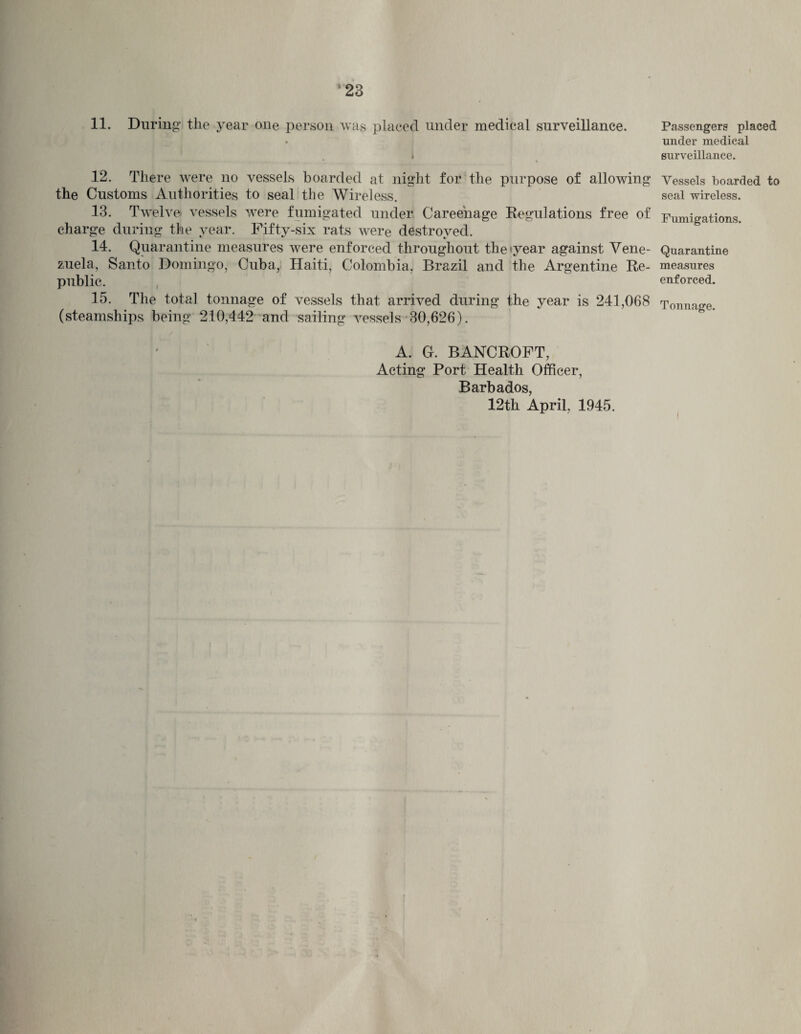 23
11. During the year one person was placed under medical surveillance.
Passengers placed
under medical
surveillance.
12. There were no vessels boarded at night for the purpose of allowing
the Customs Authorities to seal the Wireless.
Vessels boarded to
seal wireless.
13. Twelve vessels were fumigated under Careenage Regulations free of
charge during the year. Fifty-six rats were destroyed.
Fumigations.
14. Quarantine measures were enforced throughout the year against Vene-
zuela, Santo Domingo, Cuba, Haiti, Colombia, Brazil and the Argentine Re-
public.
Quarantine
measures
enforced.
15. The total tonnage of vessels that arrived during the year is 241,068
(steamships being 210,442 and sailing vessels 30,626).
Tonnage.
A. G. BANCROFT,
Acting Port Health Officer,
Barbados,
12th April, 1945.